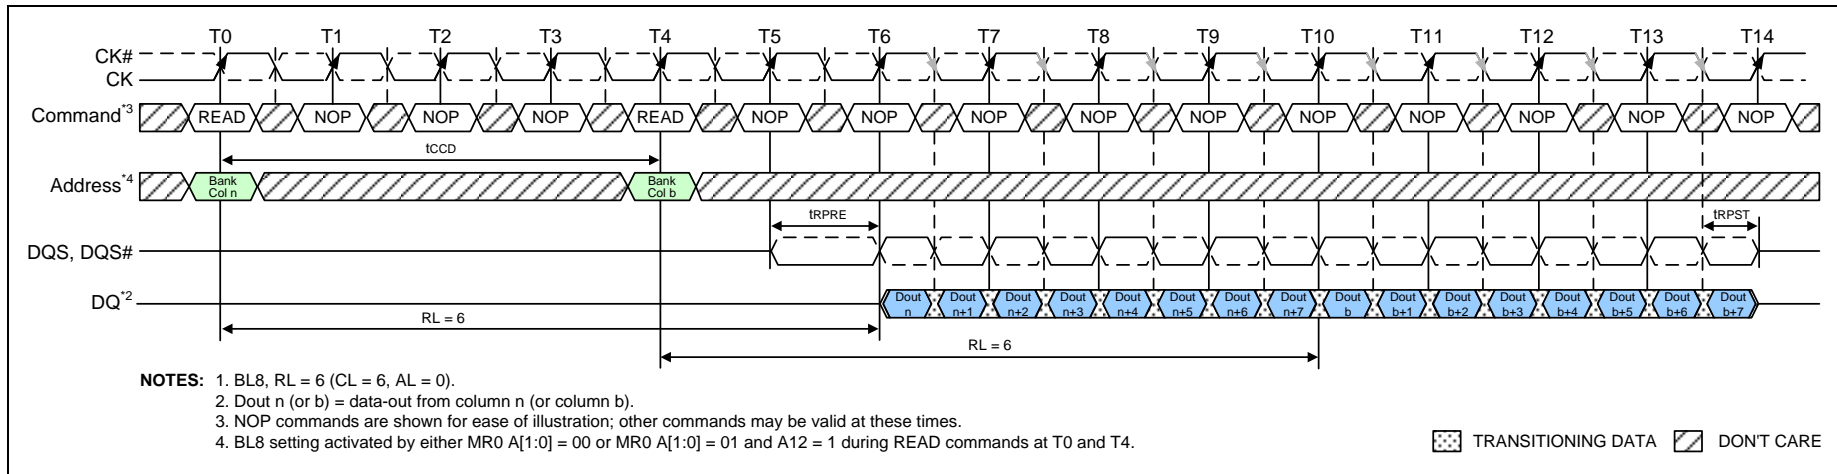 T0 T1 T2 T3 T4 T5 T6 T7 T8 T9 T10 T11 T12 T13 T14
CK#
CK
Command*3 READ NOP NOP NOP READ NOP NOP NOP NOP NOP NOP NOP NOP NOP NOP
tCCD
Address*4 Bank Col n Bank Col b
tRPRE tRPST
DQS, DQS#
DQ*2 Dout n Dout n+1 Dout n+2 Dout n+3 Dout n+4 Dout n+5 Dout n+6 Dout n+7 Dout b Dout b+1 Dout b+2 Dout b+3 Dout b+4 Dout b+5 Dout b+6 Dout b+7
RL = 6
RL = 6
NOTES: 1. BL8, RL = 6 (CL = 6, AL = 0).
2. Dout n (or b) = data-out from column n (or column b).
3. NOP commands are shown for ease of illustration; other commands may be valid at these times.
4. BL8 setting activated by either MR0 A[1:0] = 00 or MR0 A[1:0] = 01 and A12 = 1 during READ commands at T0 and T4.
TRANSITIONING DATA DON'T CARE